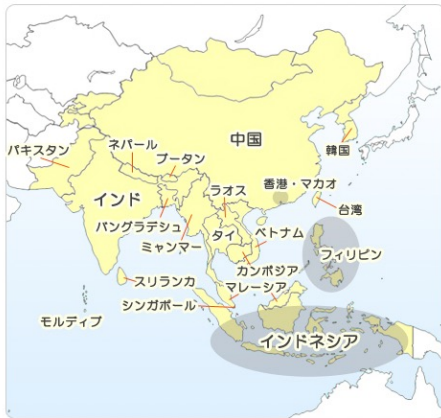 中国
韓国
ネパール
パキスタン
ブータン
香港・マカオ
インド
ラオス
台湾
バングラデシュ
タイ
ベトナム
ミャンマー
フィリピン
カンボジア
スリランカ
マレーシア
シンガポール
モルディブ
インドネシア